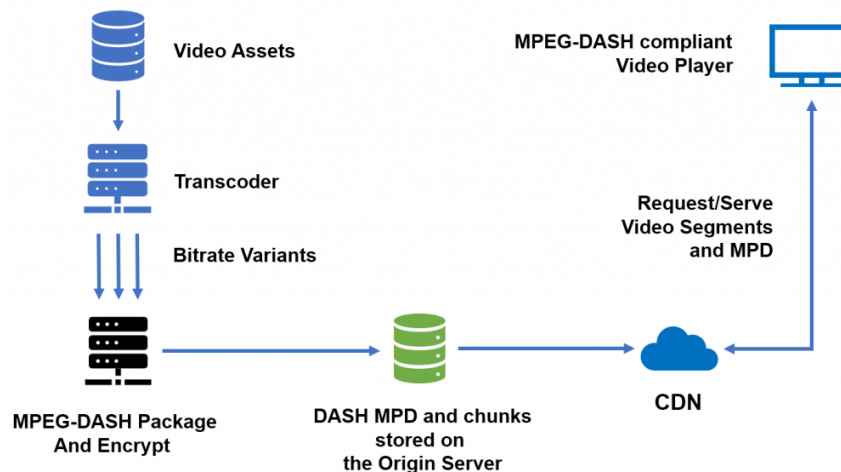 Video Assets
MPEG-DASH compliant
Video Player
Transcoder
Request/Serve
Video Segments
and MPD
Bitrate Variants
MPEG-DASH Package
And Encrypt
DASH MPD and chunks
stored on
the Origin Server
CDN